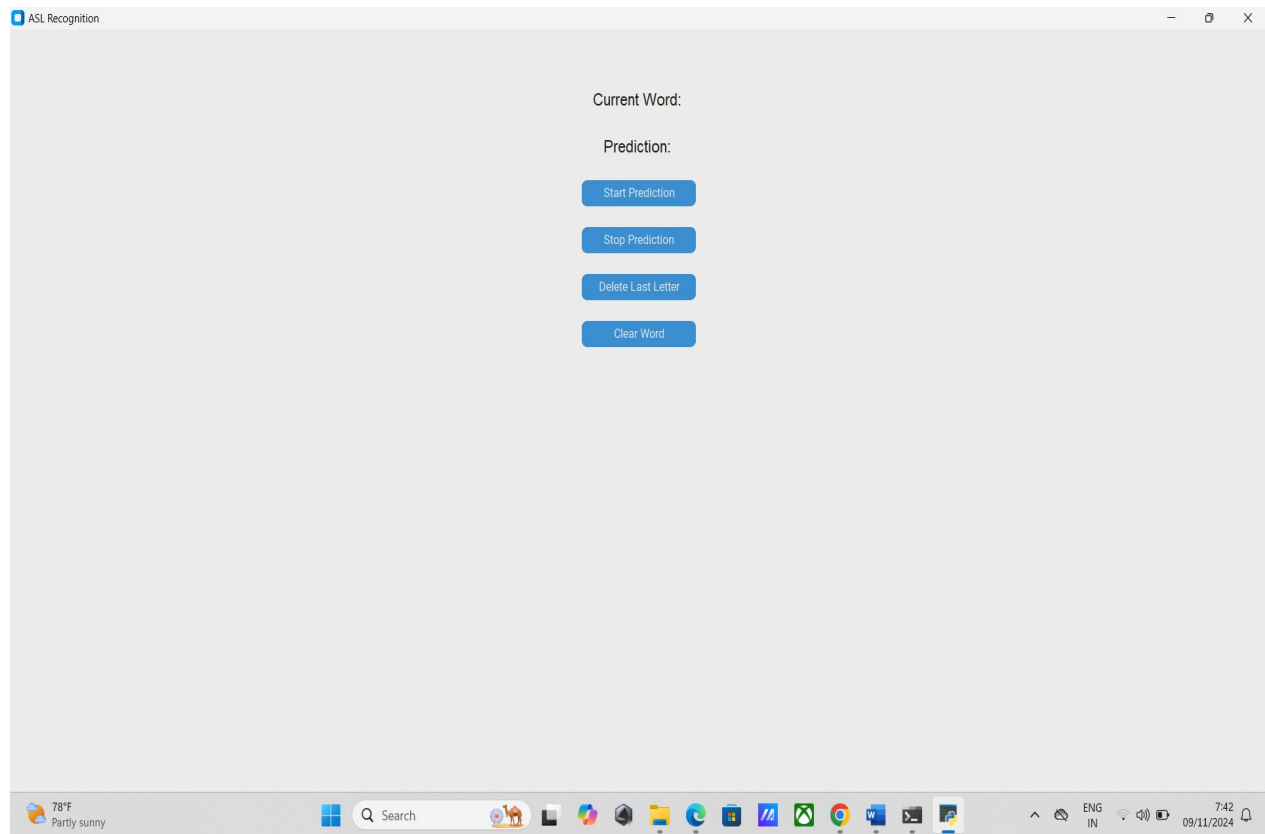 ASL Recognition
Current Word:
Prediction:
Start Prediction
Stop Prediction
Delete Last Letter
Clear Word
78°F
Partly sunny
Search
ENG
IN
7:42
09/11/2024